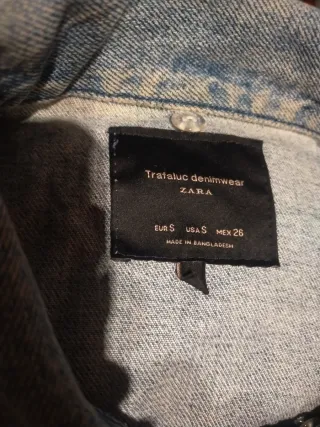 Trafaluc denimwear
ZARA
EUR S USA S MEX 26
MADE IN BANGLADESH